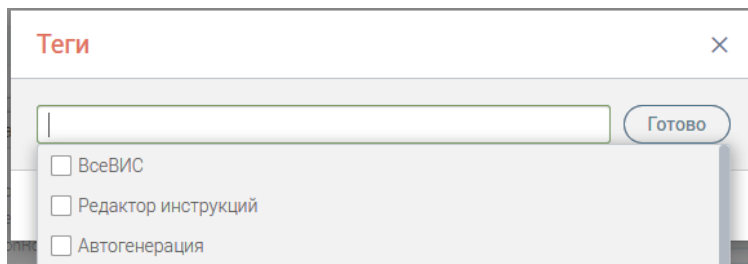 Теги
Готово
ВсеВИС
Редактор инструкций
Автогенерация